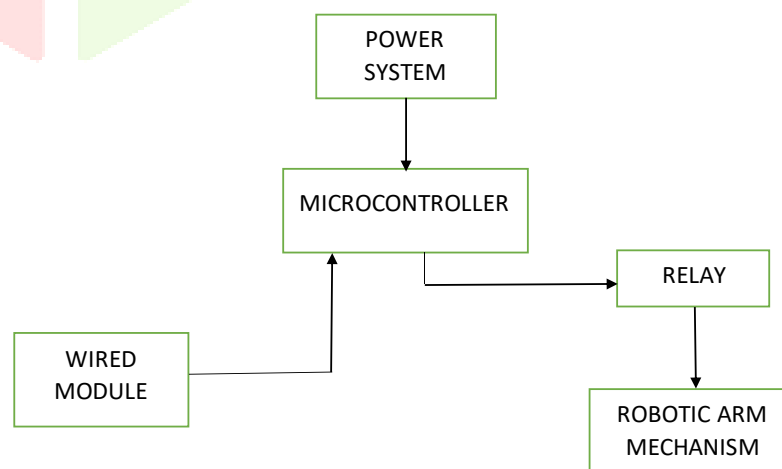 POWER
SYSTEM
MICROCONTROLLER
RELAY
WIRED
MODULE
ROBOTIC ARM
MECHANISM